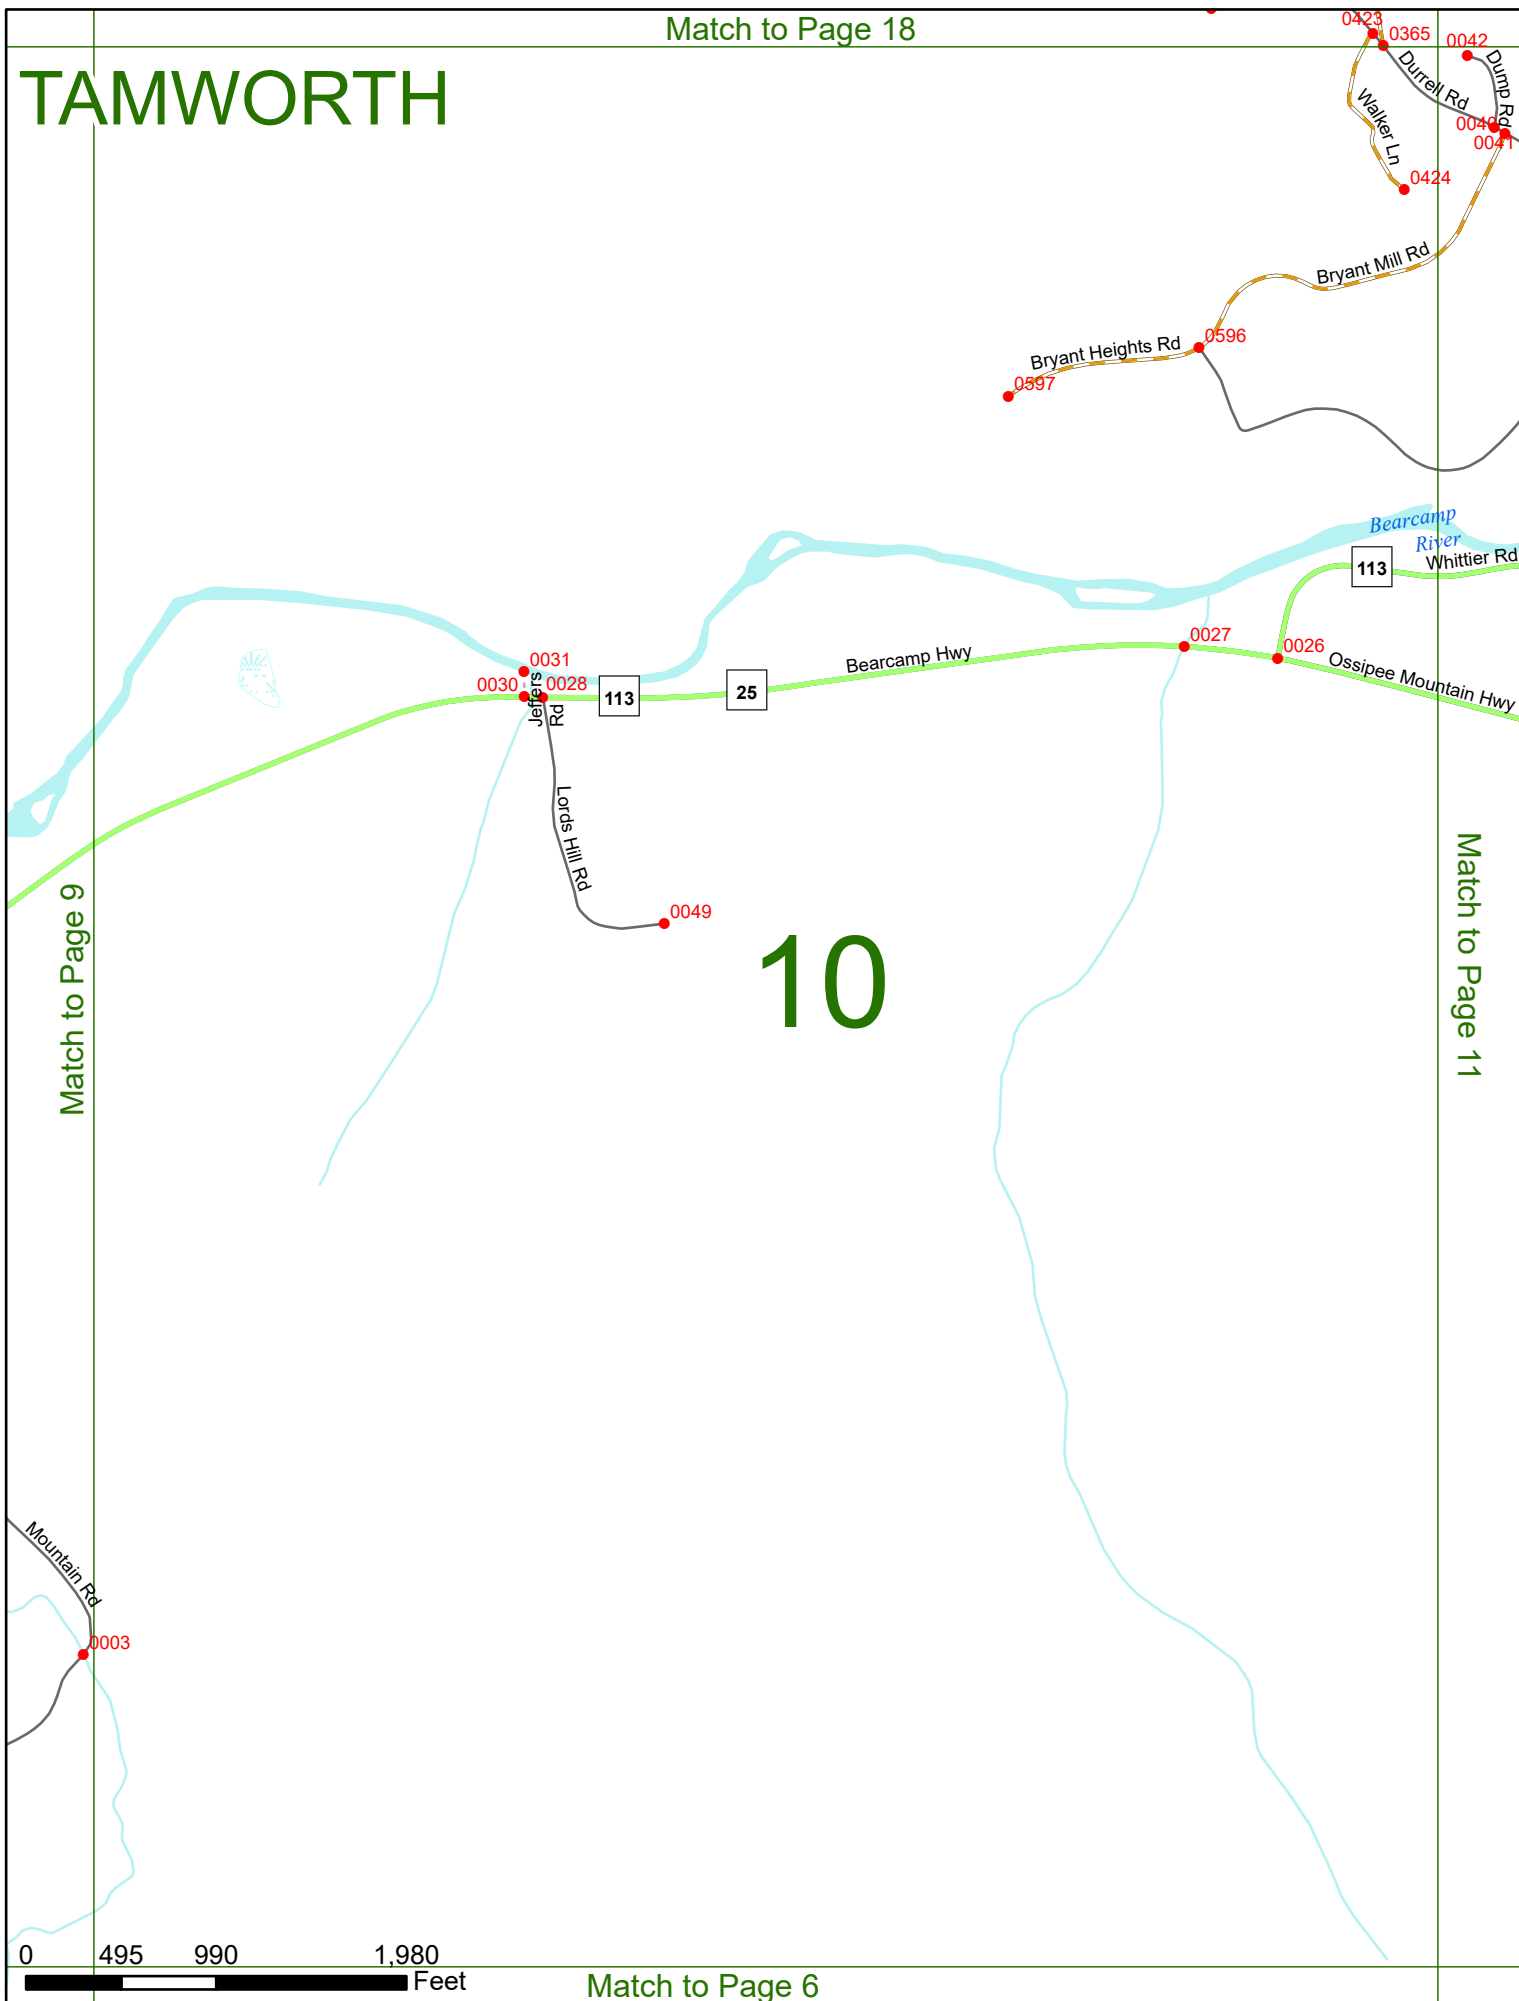 Match to Page 18
TAMWORTH
0423
0365
0042
Durrell Rd
Dump Rd
Walker Ln
0040
0041
0424
Bryant Mill Rd
0596
Bryant Heights Rd
0597
Bearcamp
River
113
Whittier Rd
0027
0026
Bearcamp Hwy
Ossipee Mountain Hwy
0031
0030
0028
Jeffers
Rd
113
25
Lords Hill Rd
0049
Match to Page 9
10
Match to Page 11
Mountain Rd
0003
0 495 990 1,980
Feet
Match to Page 6